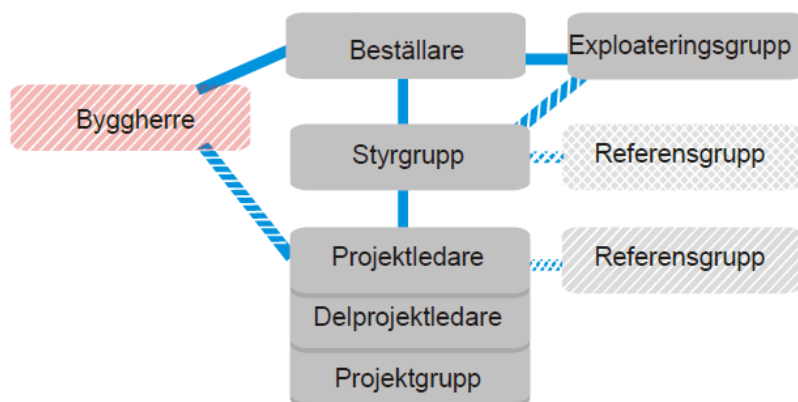 Beställare
Exploateringsgrupp
Byggherre
Styrgrupp
Referensgrupp
Projektledare
Referensgrupp
Delprojektledare
Projektgrupp